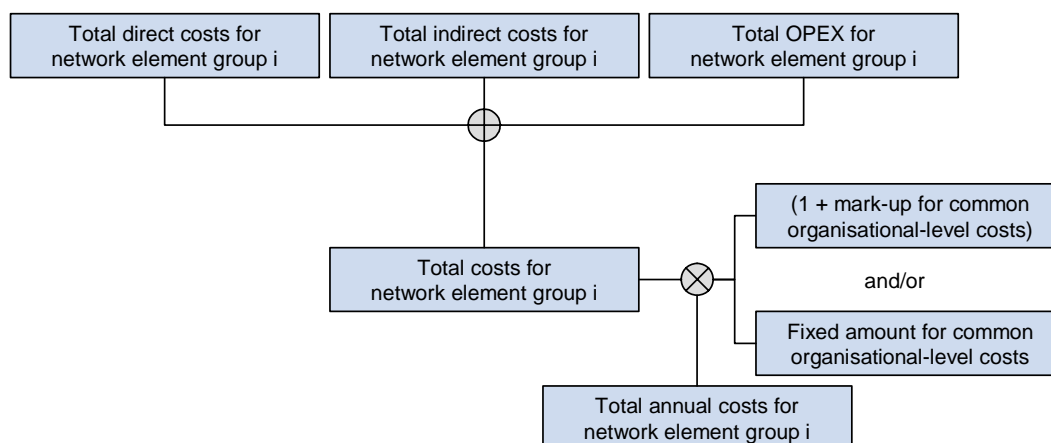 Total direct costs for
network element group i
Total indirect costs for
network element group i
Total OPEX for
network element group i
(1 + mark-up for common
organisational-level costs)
Total costs for
network element group i
and/or
Fixed amount for common
organisational-level costs
Total annual costs for
network element group i